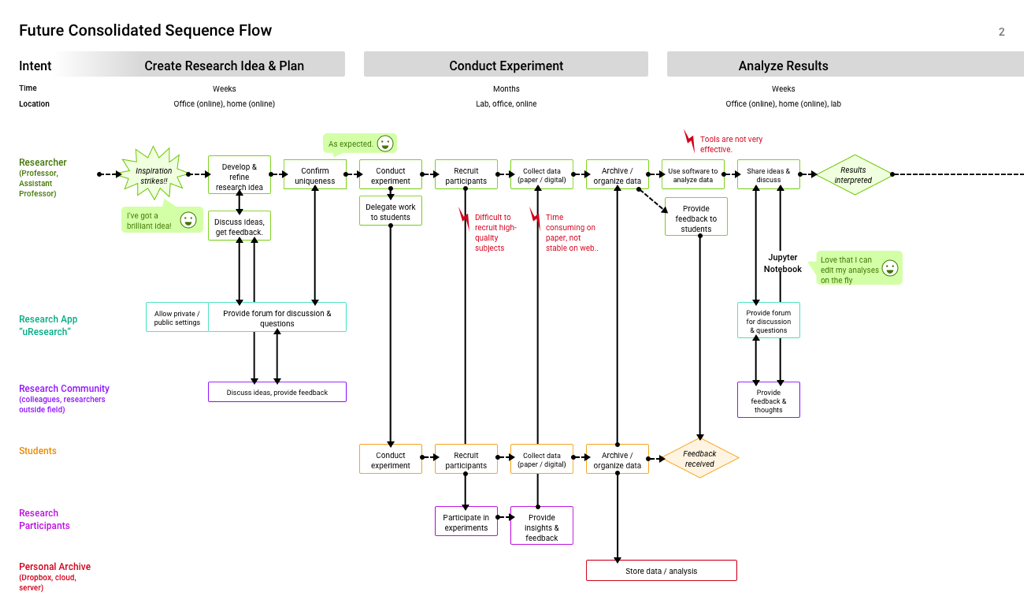 Future Consolidated Sequence Flow
2
Intent
Create Research Idea & Plan
Conduct Experiment
Analyze Results
Time
Weeks
Months
Weeks
Location
Office (online), home (online)
Lab, office, online
Office (online), home (online), lab
Researcher
(Professor,
Assistant
Professor)
Inspiration
strikes!!
I've got a
brilliant idea!
Develop &
refine
research idea
Discuss ideas,
get feedback.
Confirm
uniqueness
As expected.
Conduct
experiment
Delegate work
to students
Recruit
participants
Difficult to
recruit high-
quality
subjects
Collect data
(paper / digital)
Time
consuming on
paper, not
stable on web..
Archive /
organize data
Use software to
analyze data
Tools are not very
effective.
Provide
feedback to
students
Share ideas &
discuss
Results
interpreted
Jupyter
Notebook
Love that I can
edit my analyses
on the fly
Research App
"uResearch"
Allow private /
public settings
Provide forum for discussion &
questions
Provide forum
for discussion
& questions
Research Community
(colleagues, researchers
outside field)
Discuss ideas, provide feedback
Provide
feedback &
thoughts
Students
Conduct
experiment
Recruit
participants
Collect data
(paper / digital)
Archive /
organize data
Feedback
received
Research
Participants
Participate in
experiments
Provide
insights &
feedback
Personal Archive
(Dropbox, cloud,
server)
Store data / analysis